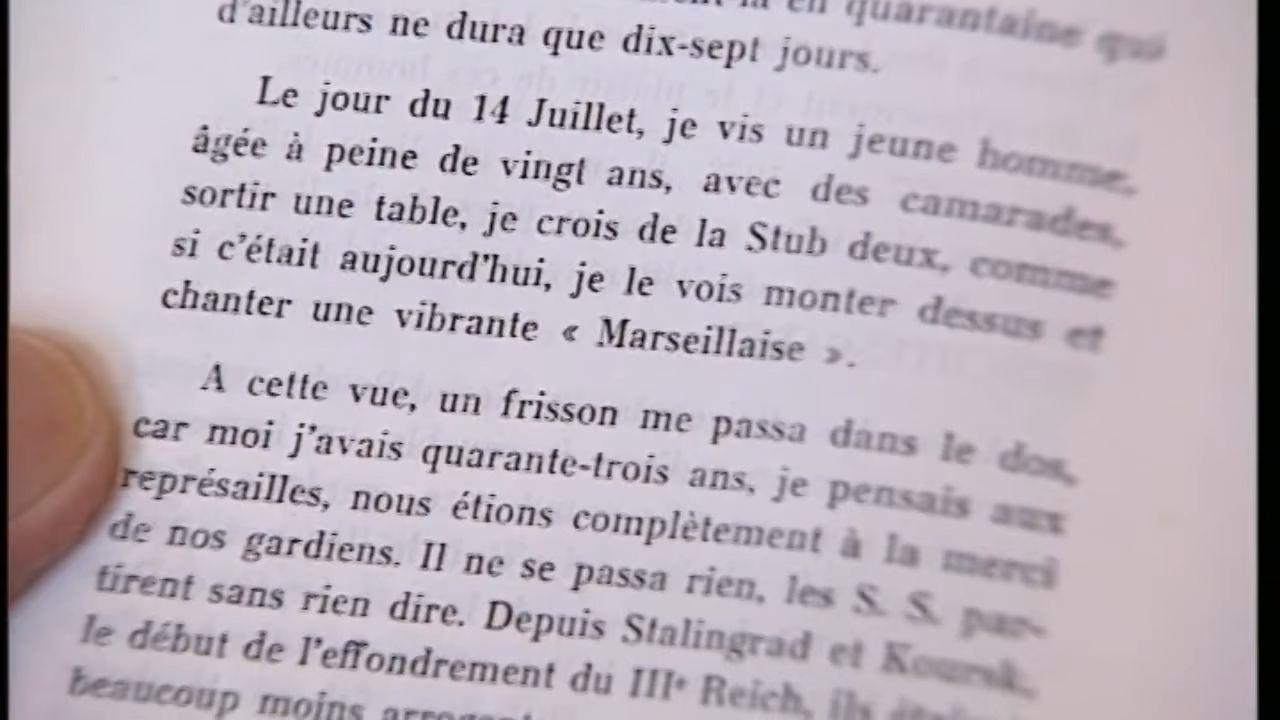 la en quarantaine qui
d'ailleurs ne dura que dix-sept jours.
Le jour du 14 Juillet, je vis un jeune homme,
âgée à peine de vingt ans, avec des camarades,
sortir une table, je crois de la Stub deux, comme
si c'était aujourd'hui, je le vois monter dessus et
chanter une vibrante « Marseillaise ».
A cette vue, un frisson me passa dans le dos,
car moi j'avais quarante-trois ans, je pensais aux
représailles, nous étions complètement à la merci
de nos gardiens. Il ne se passa rien, les S. S. par-
tirent sans rien dire. Depuis Stalingrad et Koursk,
le début de l'effondrement du IIIe Reich, ils
beaucoup moins